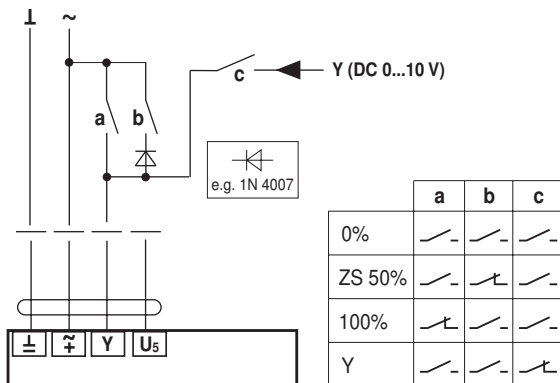 ⊥ ~
a b c Y (DC 0...10 V)
e.g. 1N 4007
a b c
0%
ZS 50%
100%
Y
Y U₅